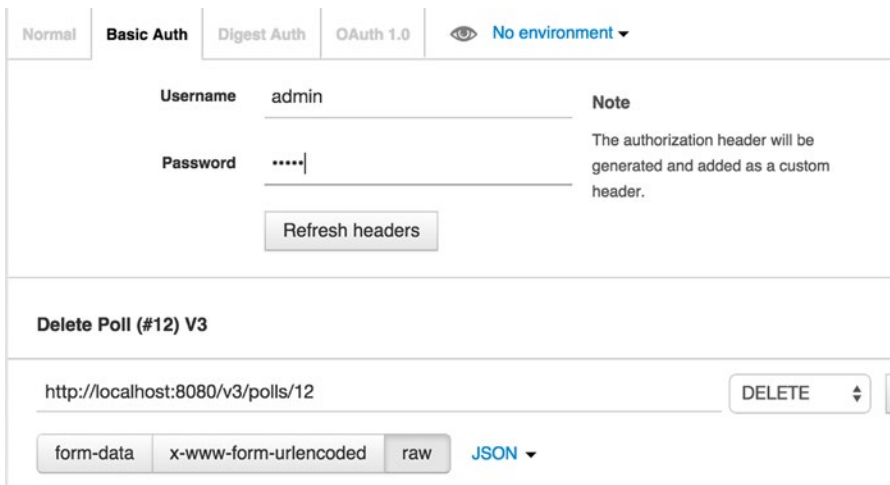 Normal Basic Auth Digest Auth OAuth 1.0 No environment
Username admin
Note
The authorization header will be
Password •••••
generated and added as a custom
header.
Refresh headers
Delete Poll (#12) V3
http://localhost:8080/v3/polls/12 DELETE
form-data x-www-form-urlencoded raw JSON